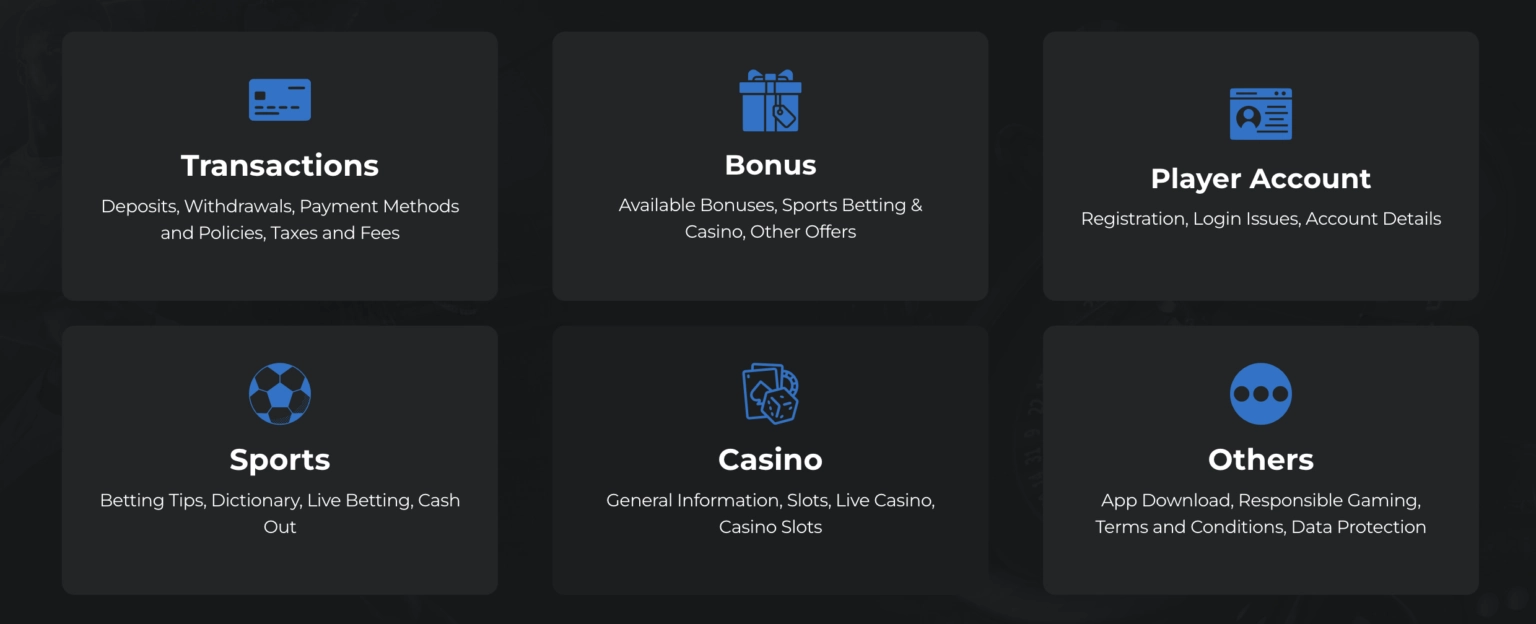 Transactions
Deposits, Withdrawals, Payment Methods
and Policies, Taxes and Fees
Bonus
Available Bonuses, Sports Betting &
Casino, Other Offers
Player Account
Registration, Login Issues, Account Details
Sports
Betting Tips, Dictionary, Live Betting, Cash
Out
Casino
General Information, Slots, Live Casino,
Casino Slots
Others
App Download, Responsible Gaming,
Terms and Conditions, Data Protection